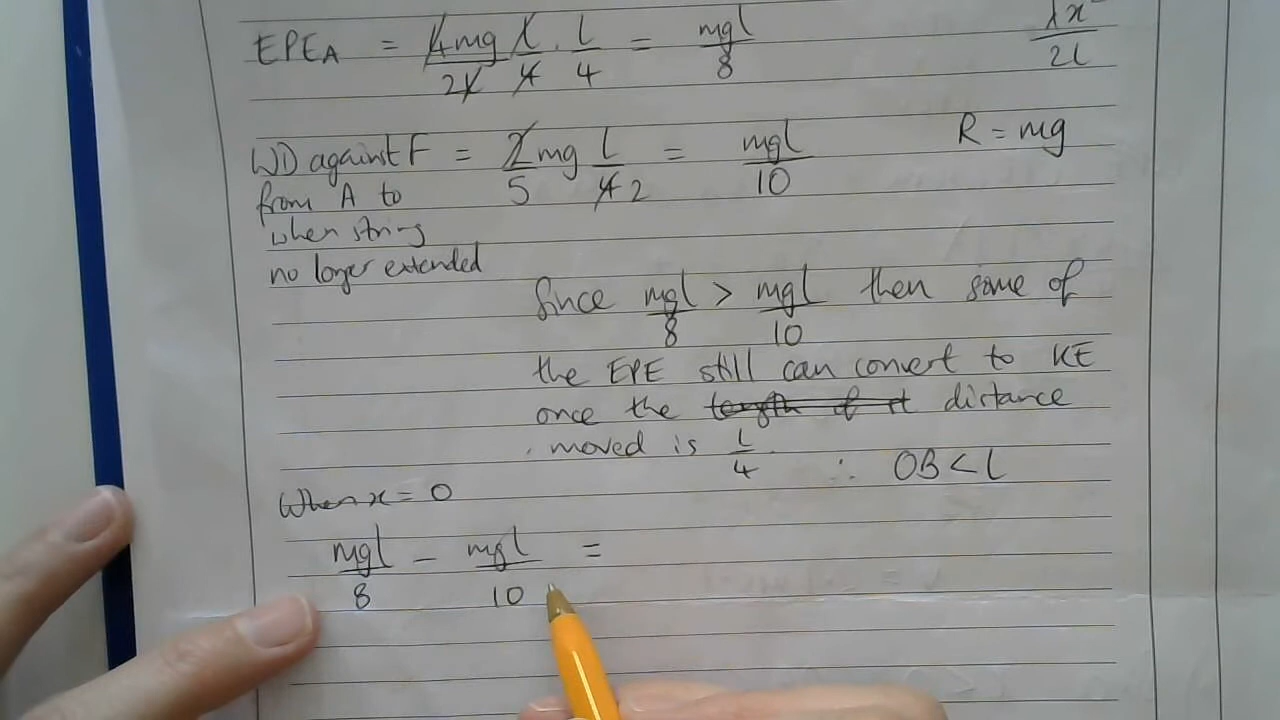 EPE_A = 4mg/2l l/4 . l/4 = mgl/8
λx²/2l
WD against F = 2/5 mg l/4 2 = mgl/10
R = mg
from A to
when string
no longer extended
Since mgl/8 > mgl/10 then some of
the EPE still can convert to KE
once the length of st distance
moved is l/4 ∴ OB < l
When x = 0
mgl/8 - mgl/10 =